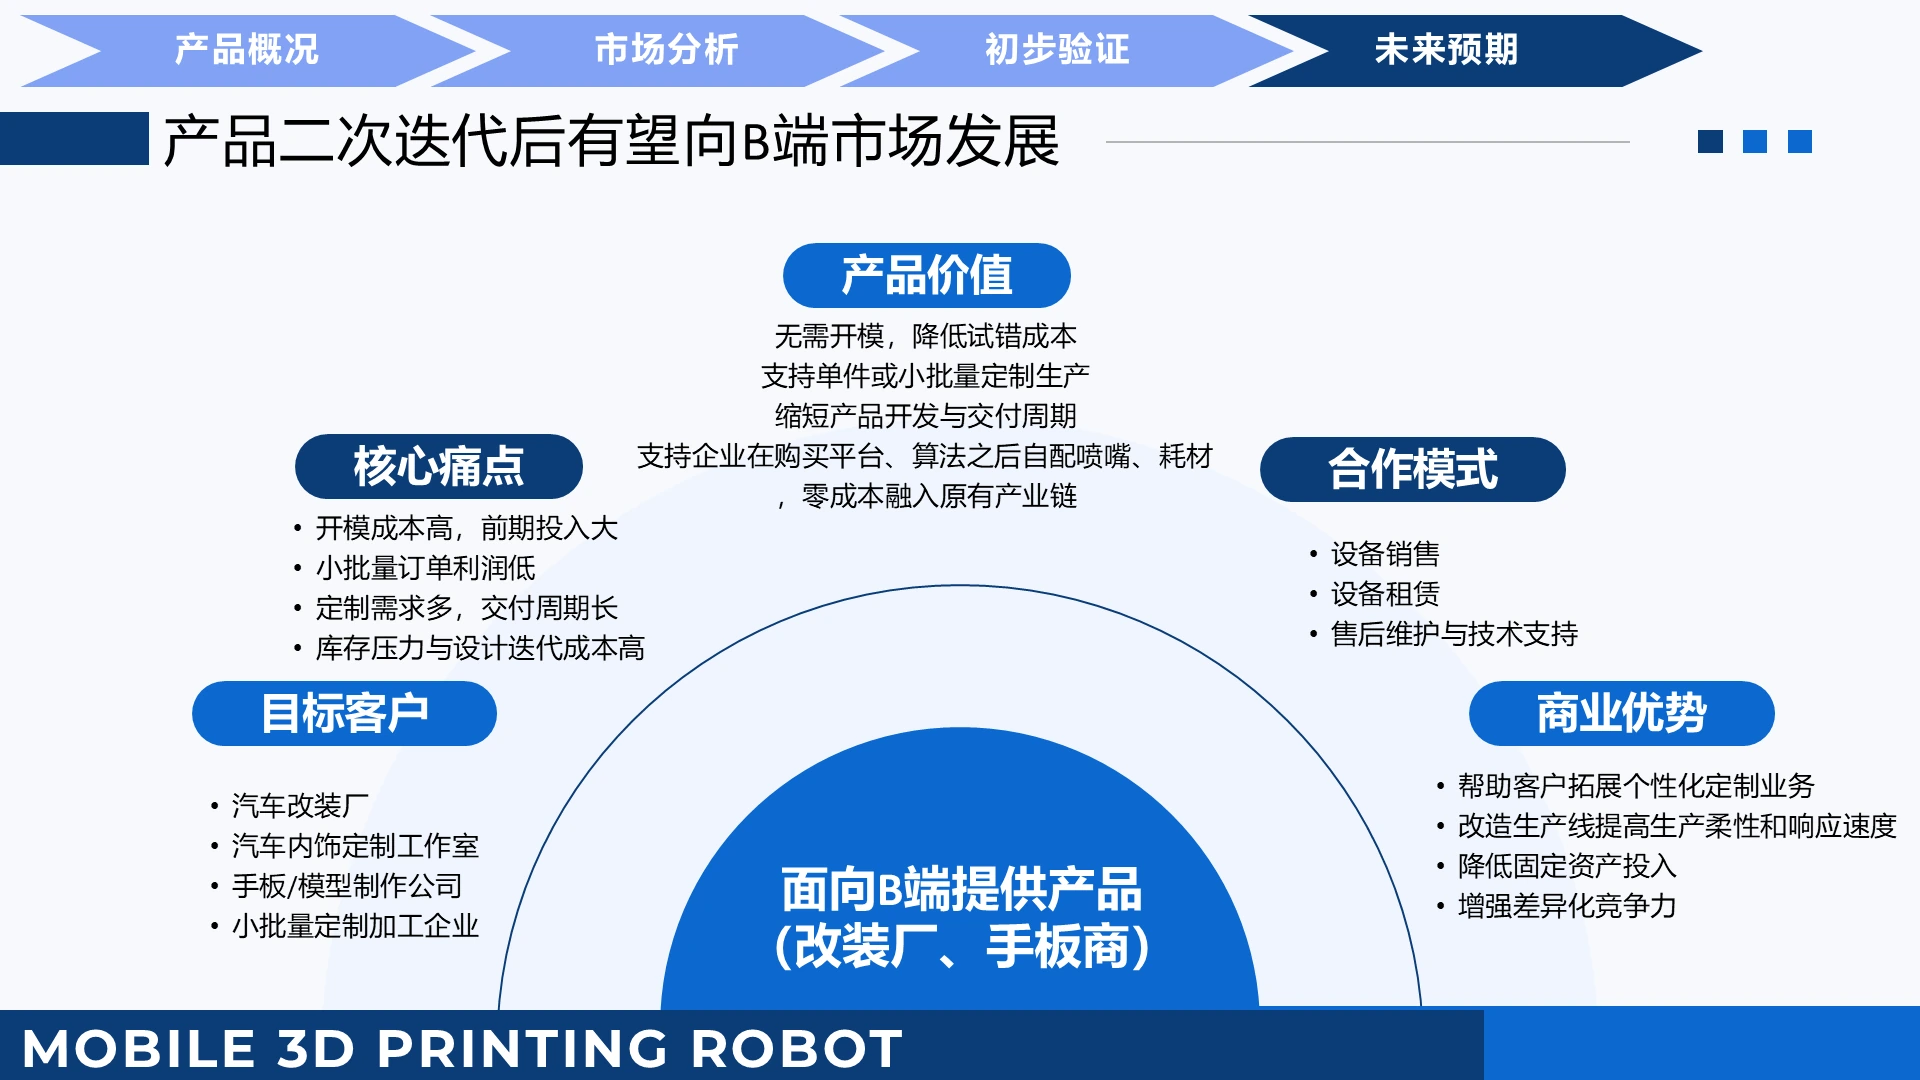 产品概况
市场分析
初步验证
未来预期
产品二次迭代后有望向B端市场发展
产品价值
无需开模，降低试错成本
支持单件或小批量定制生产
缩短产品开发与交付周期
支持企业在购买平台、算法之后自配喷嘴、耗材
，零成本融入原有产业链
核心痛点
• 开模成本高，前期投入大
• 小批量订单利润低
• 定制需求多，交付周期长
• 库存压力与设计迭代成本高
合作模式
• 设备销售
• 设备租赁
• 售后维护与技术支持
目标客户
• 汽车改装厂
• 汽车内饰定制工作室
• 手板/模型制作公司
• 小批量定制加工企业
商业优势
• 帮助客户拓展个性化定制业务
• 改造生产线提高生产柔性和响应速度
• 降低固定资产投入
• 增强差异化竞争力
面向B端提供产品
（改装厂、手板商）
MOBILE 3D PRINTING ROBOT